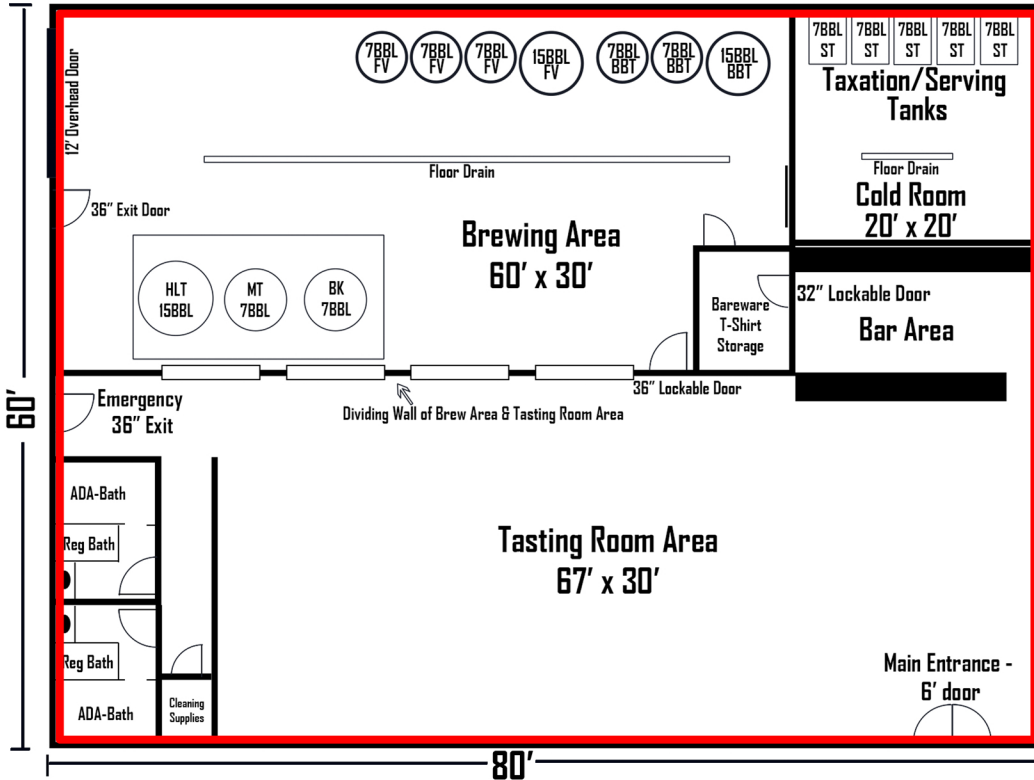 7BBL
FV
7BBL
FV
7BBL
FV
15BBL
FV
7BBL
BBT
7BBL
BBT
15BBL
BBT
7BBL
ST
7BBL
ST
7BBL
ST
7BBL
ST
7BBL
ST
Taxation/Serving
Tanks
12' Overhead Door
Floor Drain
Floor Drain
Cold Room
20' x 20'
36" Exit Door
Brewing Area
60' x 30'
HLT
15BBL
MT
7BBL
BK
7BBL
Bareware
T-Shirt
Storage
32" Lockable Door
Bar Area
36" Lockable Door
Dividing Wall of Brew Area & Tasting Room Area
Emergency
36" Exit
60'
ADA-Bath
Reg Bath
Tasting Room Area
67' x 30'
Reg Bath
ADA-Bath
Cleaning
Supplies
Main Entrance -
6' door
80'